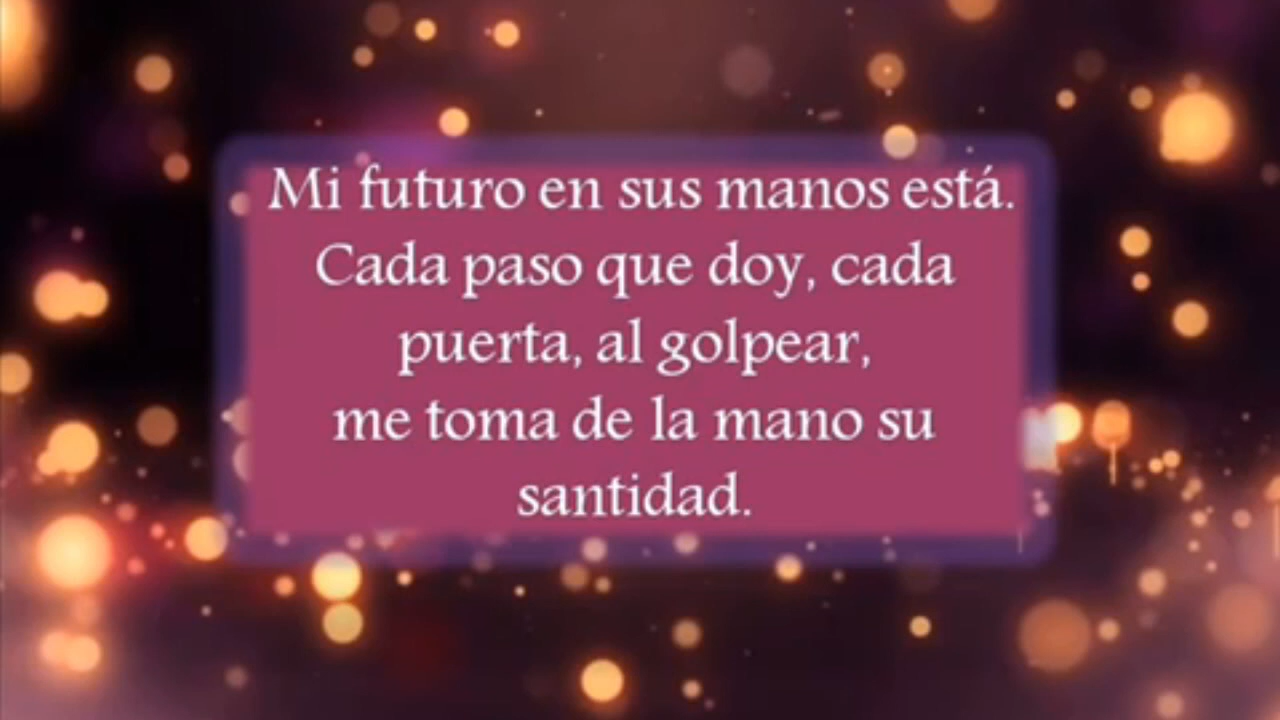 Mi futuro en sus manos está.
Cada paso que doy, cada
puerta, al golpear,
me toma de la mano su
santidad.